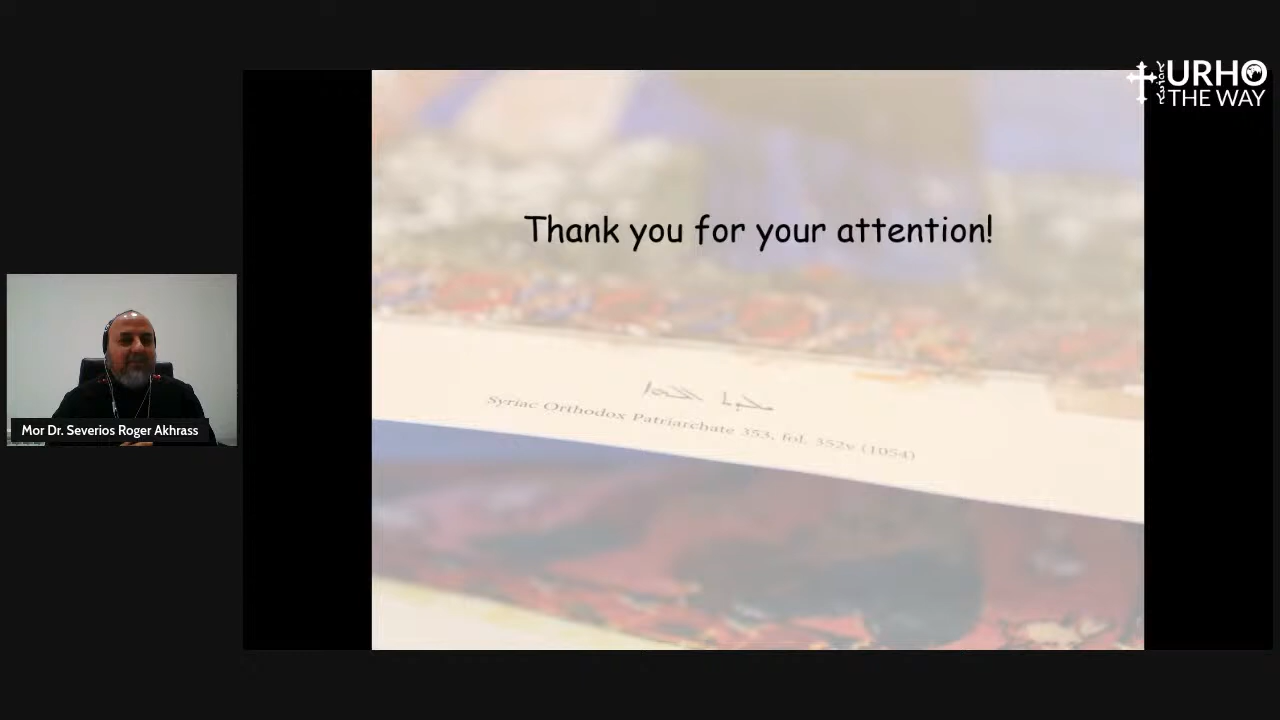 URHO
THE WAY
Thank you for your attention!
Syriac Orthodox Patriarchate 353, fol. 352v (1054)
Mor Dr. Severios Roger Akhrass